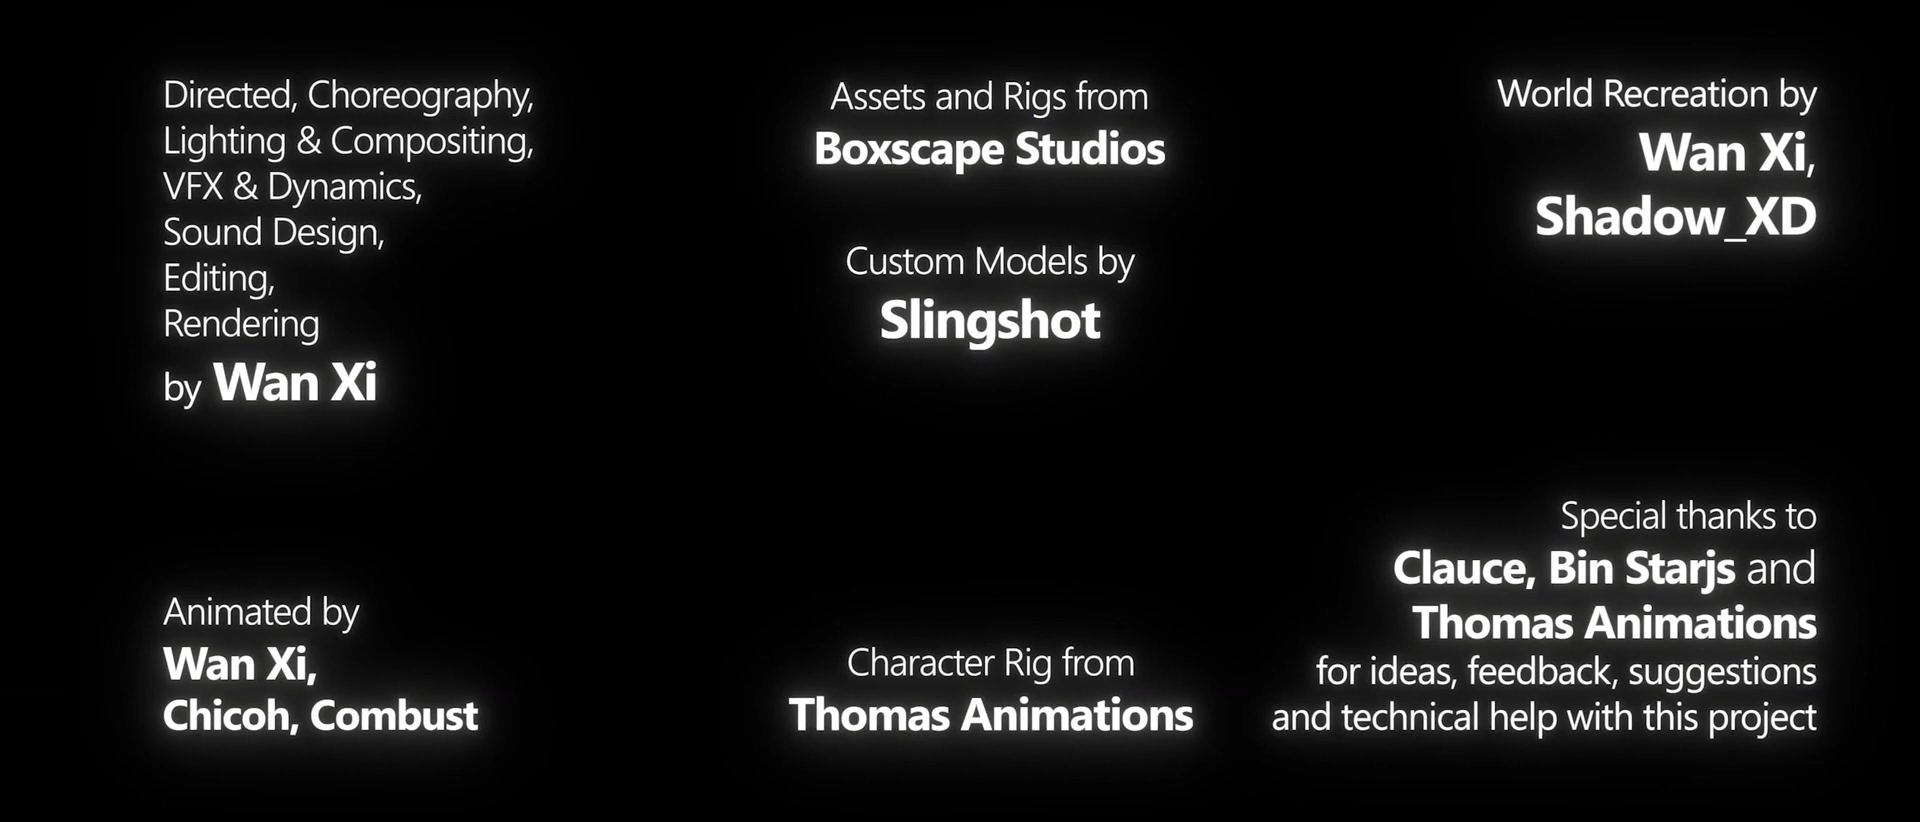 Directed, Choreography,
Lighting & Compositing,
VFX & Dynamics,
Sound Design,
Editing,
Rendering
by Wan Xi
Animated by
Wan Xi,
Chicoh, Combust
Assets and Rigs from
Boxscape Studios
Custom Models by
Slingshot
Character Rig from
Thomas Animations
World Recreation by
Wan Xi,
Shadow_XD
Special thanks to
Clauce, Bin Starjs and
Thomas Animations
for ideas, feedback, suggestions
and technical help with this project